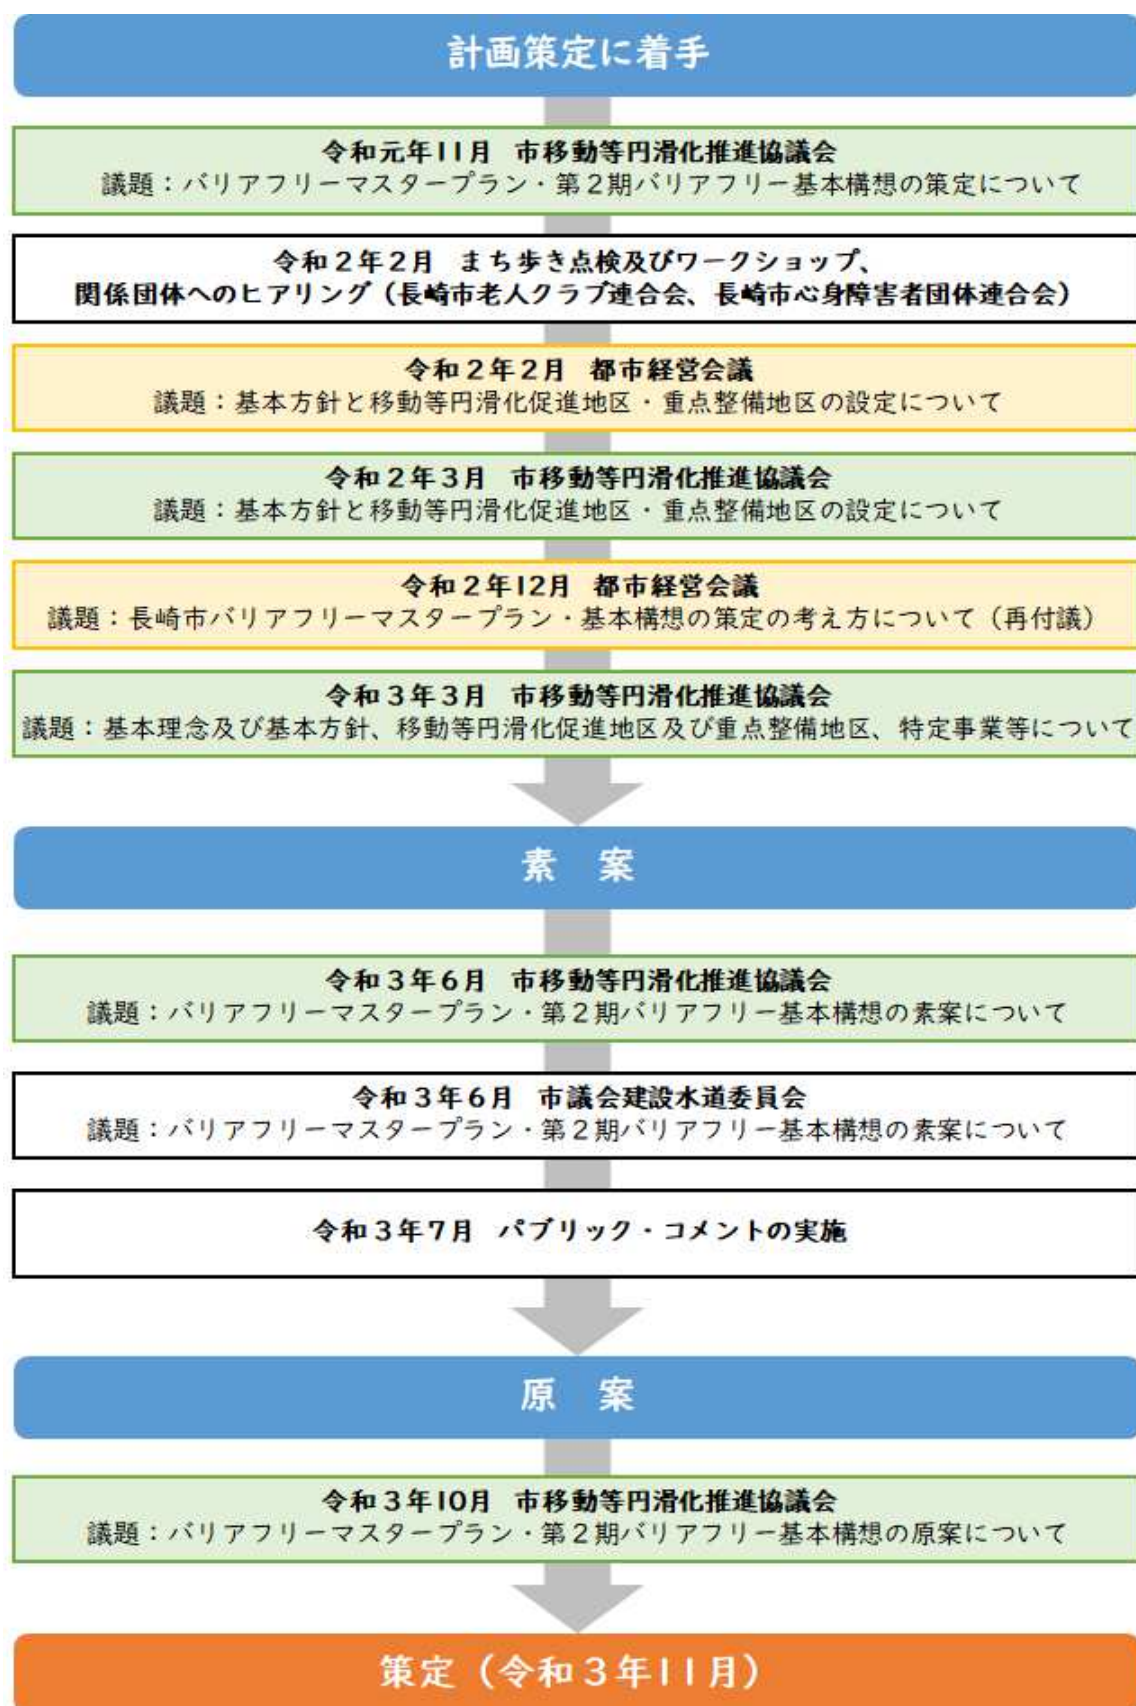 計画策定に着手
令和元年11月 市移動等円滑化推進協議会
議題：バリアフリーマスタープラン・第２期バリアフリー基本構想の策定について
令和２年２月 まち歩き点検及びワークショップ、
関係団体へのヒアリング（長崎市老人クラブ連合会、長崎市心身障害者団体連合会）
令和２年２月 都市経営会議
議題：基本方針と移動等円滑化促進地区・重点整備地区の設定について
令和２年３月 市移動等円滑化推進協議会
議題：基本方針と移動等円滑化促進地区・重点整備地区の設定について
令和２年12月 都市経営会議
議題：長崎市バリアフリーマスタープラン・基本構想の策定の考え方について（再付議）
令和３年３月 市移動等円滑化推進協議会
議題：基本理念及び基本方針、移動等円滑化促進地区及び重点整備地区、特定事業等について
素　案
令和３年６月 市移動等円滑化推進協議会
議題：バリアフリーマスタープラン・第２期バリアフリー基本構想の素案について
令和３年６月 市議会建設水道委員会
議題：バリアフリーマスタープラン・第２期バリアフリー基本構想の素案について
令和３年７月 パブリック・コメントの実施
原　案
令和３年10月 市移動等円滑化推進協議会
議題：バリアフリーマスタープラン・第２期バリアフリー基本構想の原案について
策定（令和３年11月）